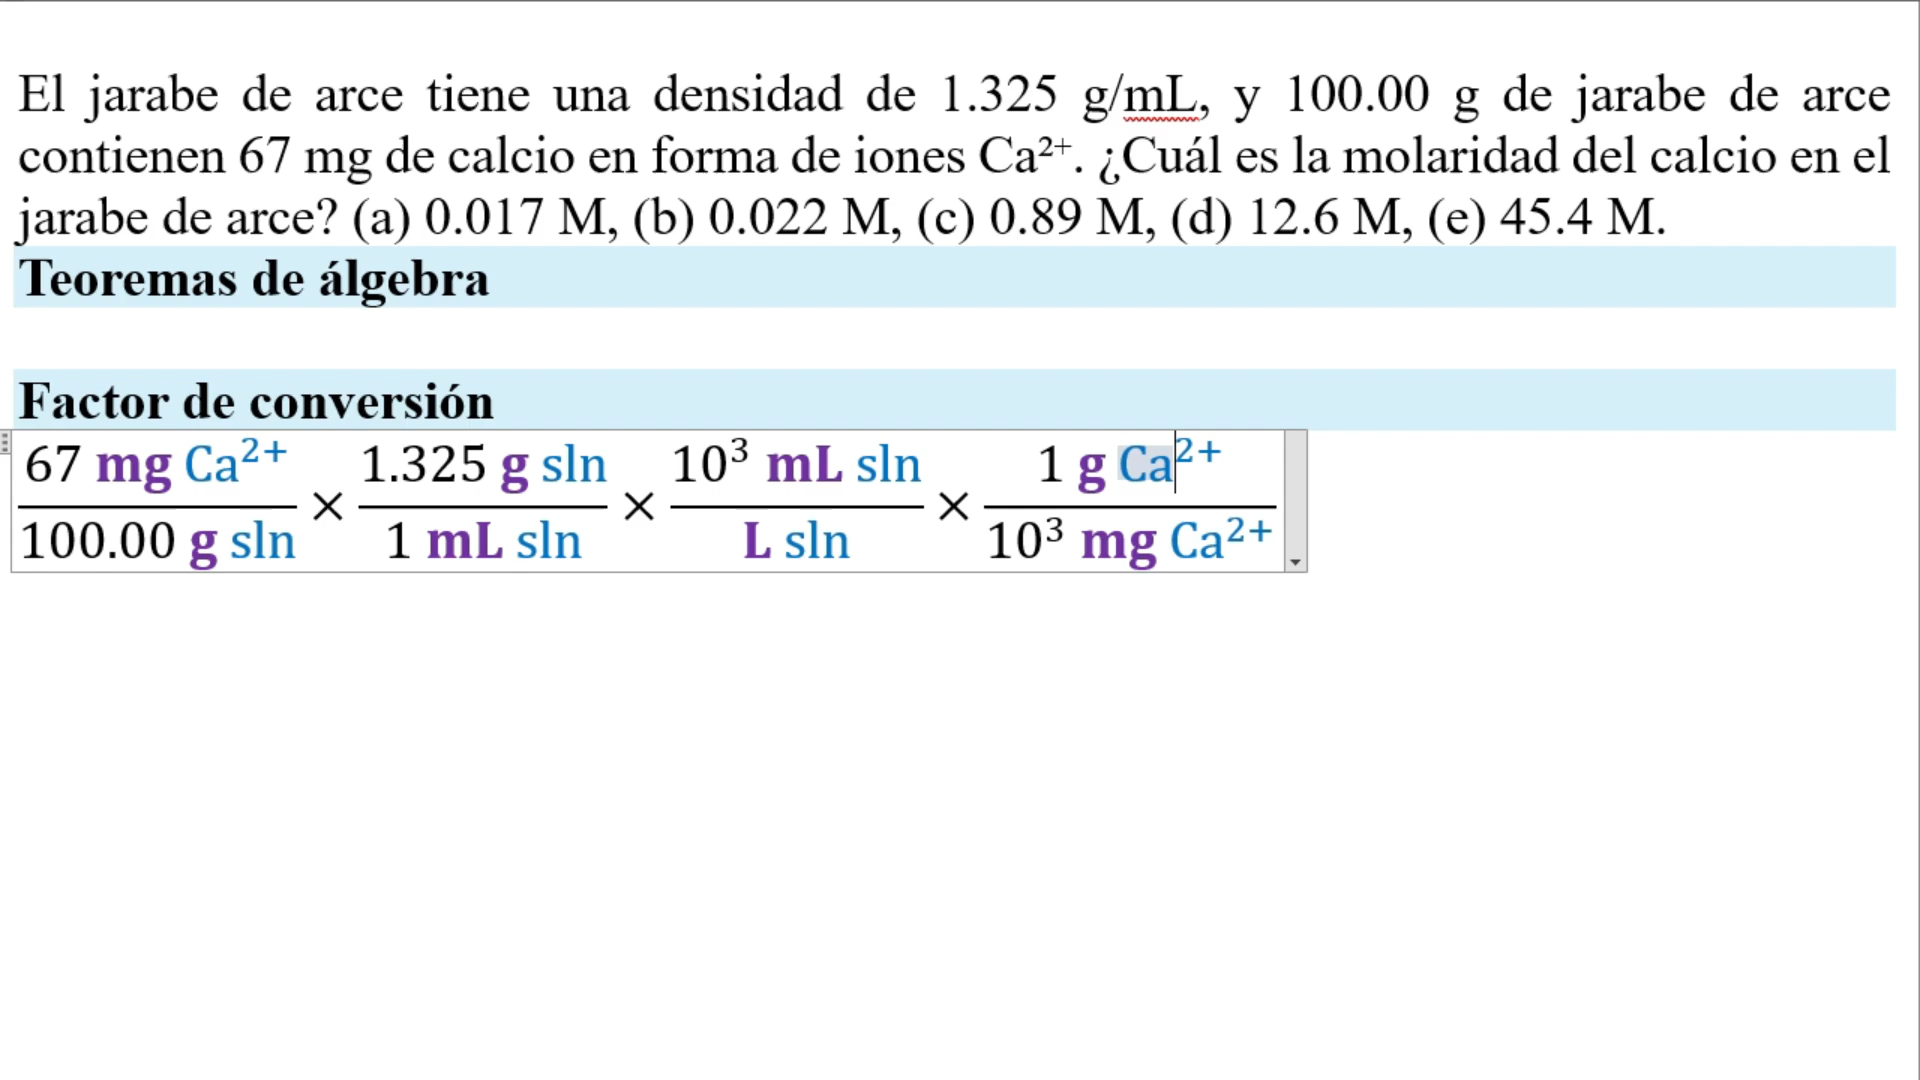 El jarabe de arce tiene una densidad de 1.325 g/mL, y 100.00 g de jarabe de arce
contienen 67 mg de calcio en forma de iones Ca²⁺. ¿Cuál es la molaridad del calcio en el
jarabe de arce? (a) 0.017 M, (b) 0.022 M, (c) 0.89 M, (d) 12.6 M, (e) 45.4 M.
Teoremas de álgebra
Factor de conversión
67 mg Ca²⁺ × 1.325 g sln × 10³ mL sln × 1 g Ca²⁺
100.00 g sln 1 mL sln L sln 10³ mg Ca²⁺